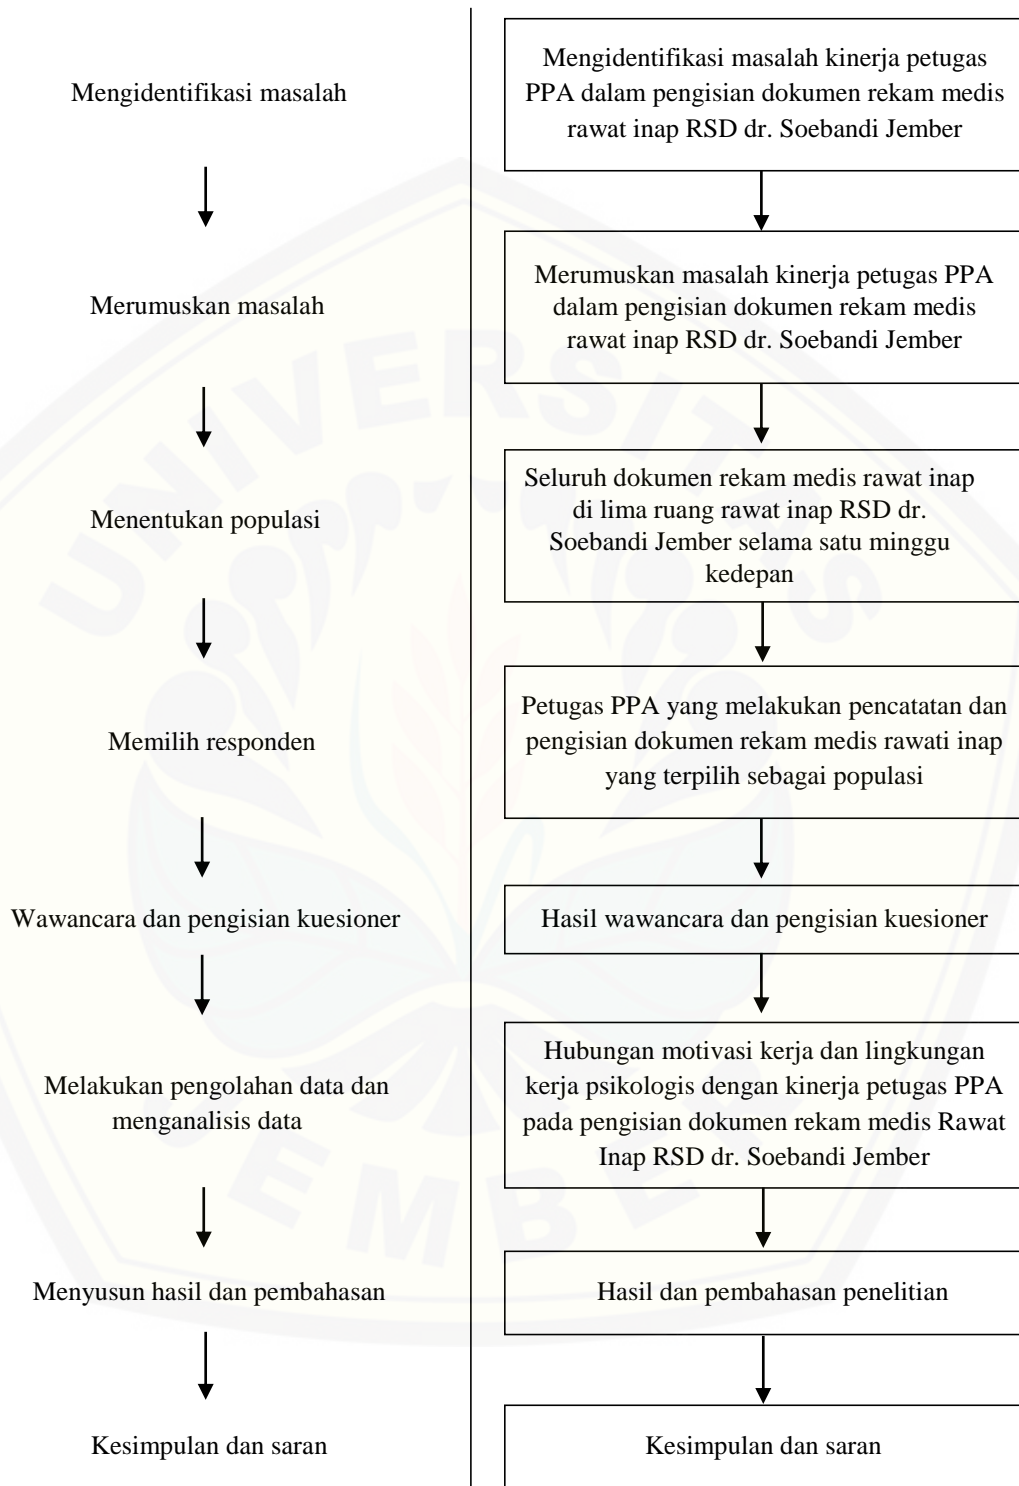 Mengidentifikasi masalah
Mengidentifikasi masalah kinerja petugas
PPA dalam pengisian dokumen rekam medis
rawat inap RSD dr. Soebandi Jember
Merumuskan masalah
Merumuskan masalah kinerja petugas PPA
dalam pengisian dokumen rekam medis
rawat inap RSD dr. Soebandi Jember
Menentukan populasi
Seluruh dokumen rekam medis rawat inap
di lima ruang rawat inap RSD dr.
Soebandi Jember selama satu minggu
kedepan
Memilih responden
Petugas PPA yang melakukan pencatatan dan
pengisian dokumen rekam medis rawati inap
yang terpilih sebagai populasi
Wawancara dan pengisian kuesioner
Hasil wawancara dan pengisian kuesioner
Melakukan pengolahan data dan
menganalisis data
Hubungan motivasi kerja dan lingkungan
kerja psikologis dengan kinerja petugas PPA
pada pengisian dokumen rekam medis Rawat
Inap RSD dr. Soebandi Jember
Menyusun hasil dan pembahasan
Hasil dan pembahasan penelitian
Kesimpulan dan saran
Kesimpulan dan saran
UNIVERSITAS
JEMBER